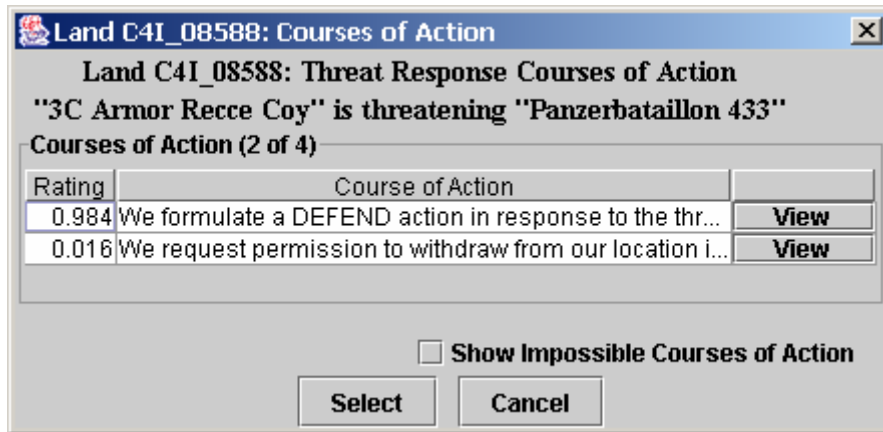 Land C4I_08588: Courses of Action
Land C4I_08588: Threat Response Courses of Action
"3C Armor Recce Coy" is threatening "Panzerbataillon 433"
Courses of Action (2 of 4)
Rating Course of Action
0.984 We formulate a DEFEND action in response to the thr... View
0.016 We request permission to withdraw from our location i... View
Show Impossible Courses of Action
Select Cancel